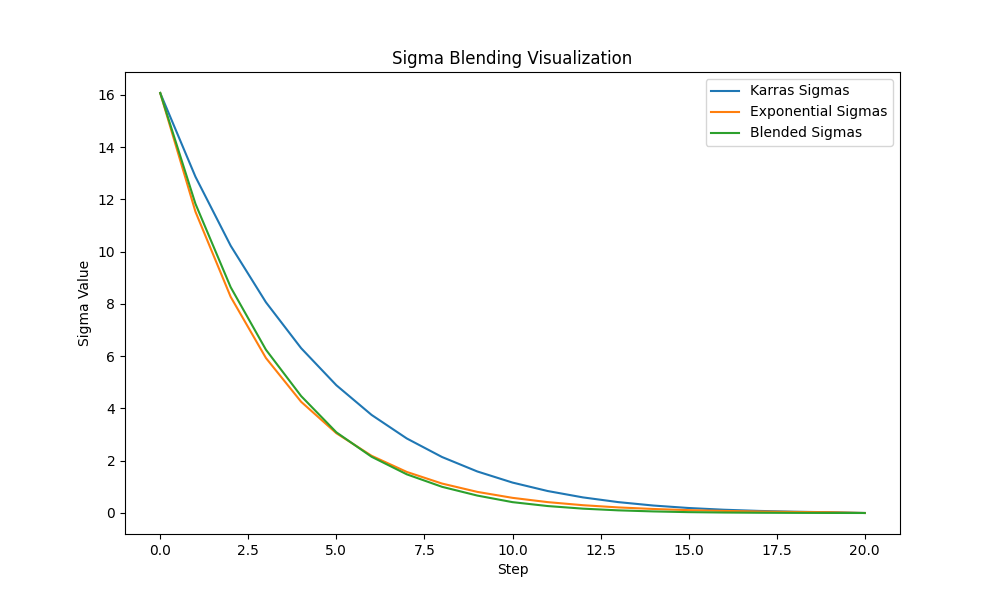 Sigma Blending Visualization
Karras Sigmas
Exponential Sigmas
Blended Sigmas
16
14
12
10
8
6
4
2
0
Sigma Value
0.0 2.5 5.0 7.5 10.0 12.5 15.0 17.5 20.0
Step